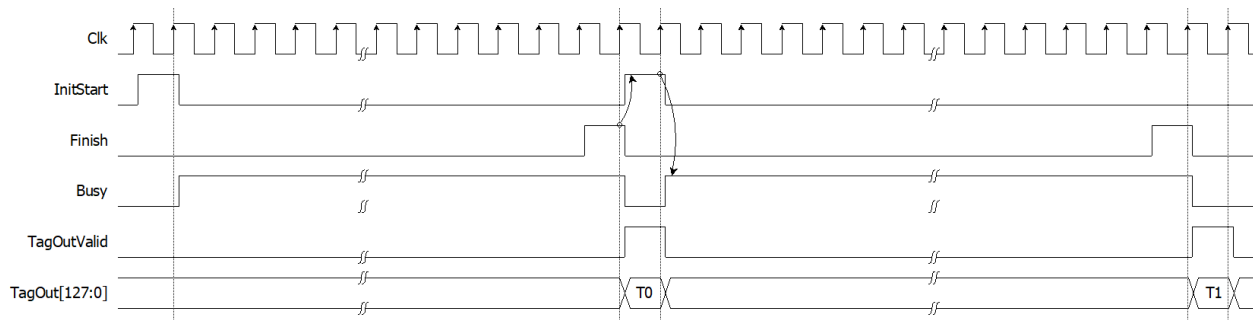 Clk
InitStart
Finish
Busy
TagOutValid
TagOut[127:0] T0 T1